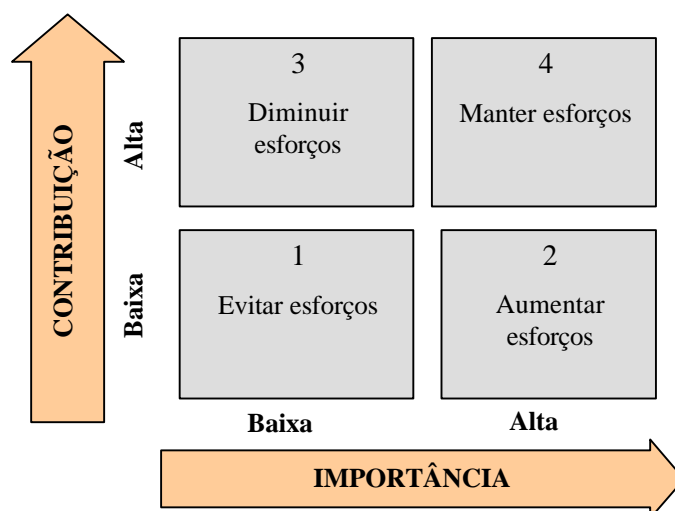 CONTRIBUIÇÃO
Alta
Baixa
3
Diminuir
esforços
4
Manter esforços
1
Evitar esforços
2
Aumentar
esforços
Baixa
Alta
IMPORTÂNCIA